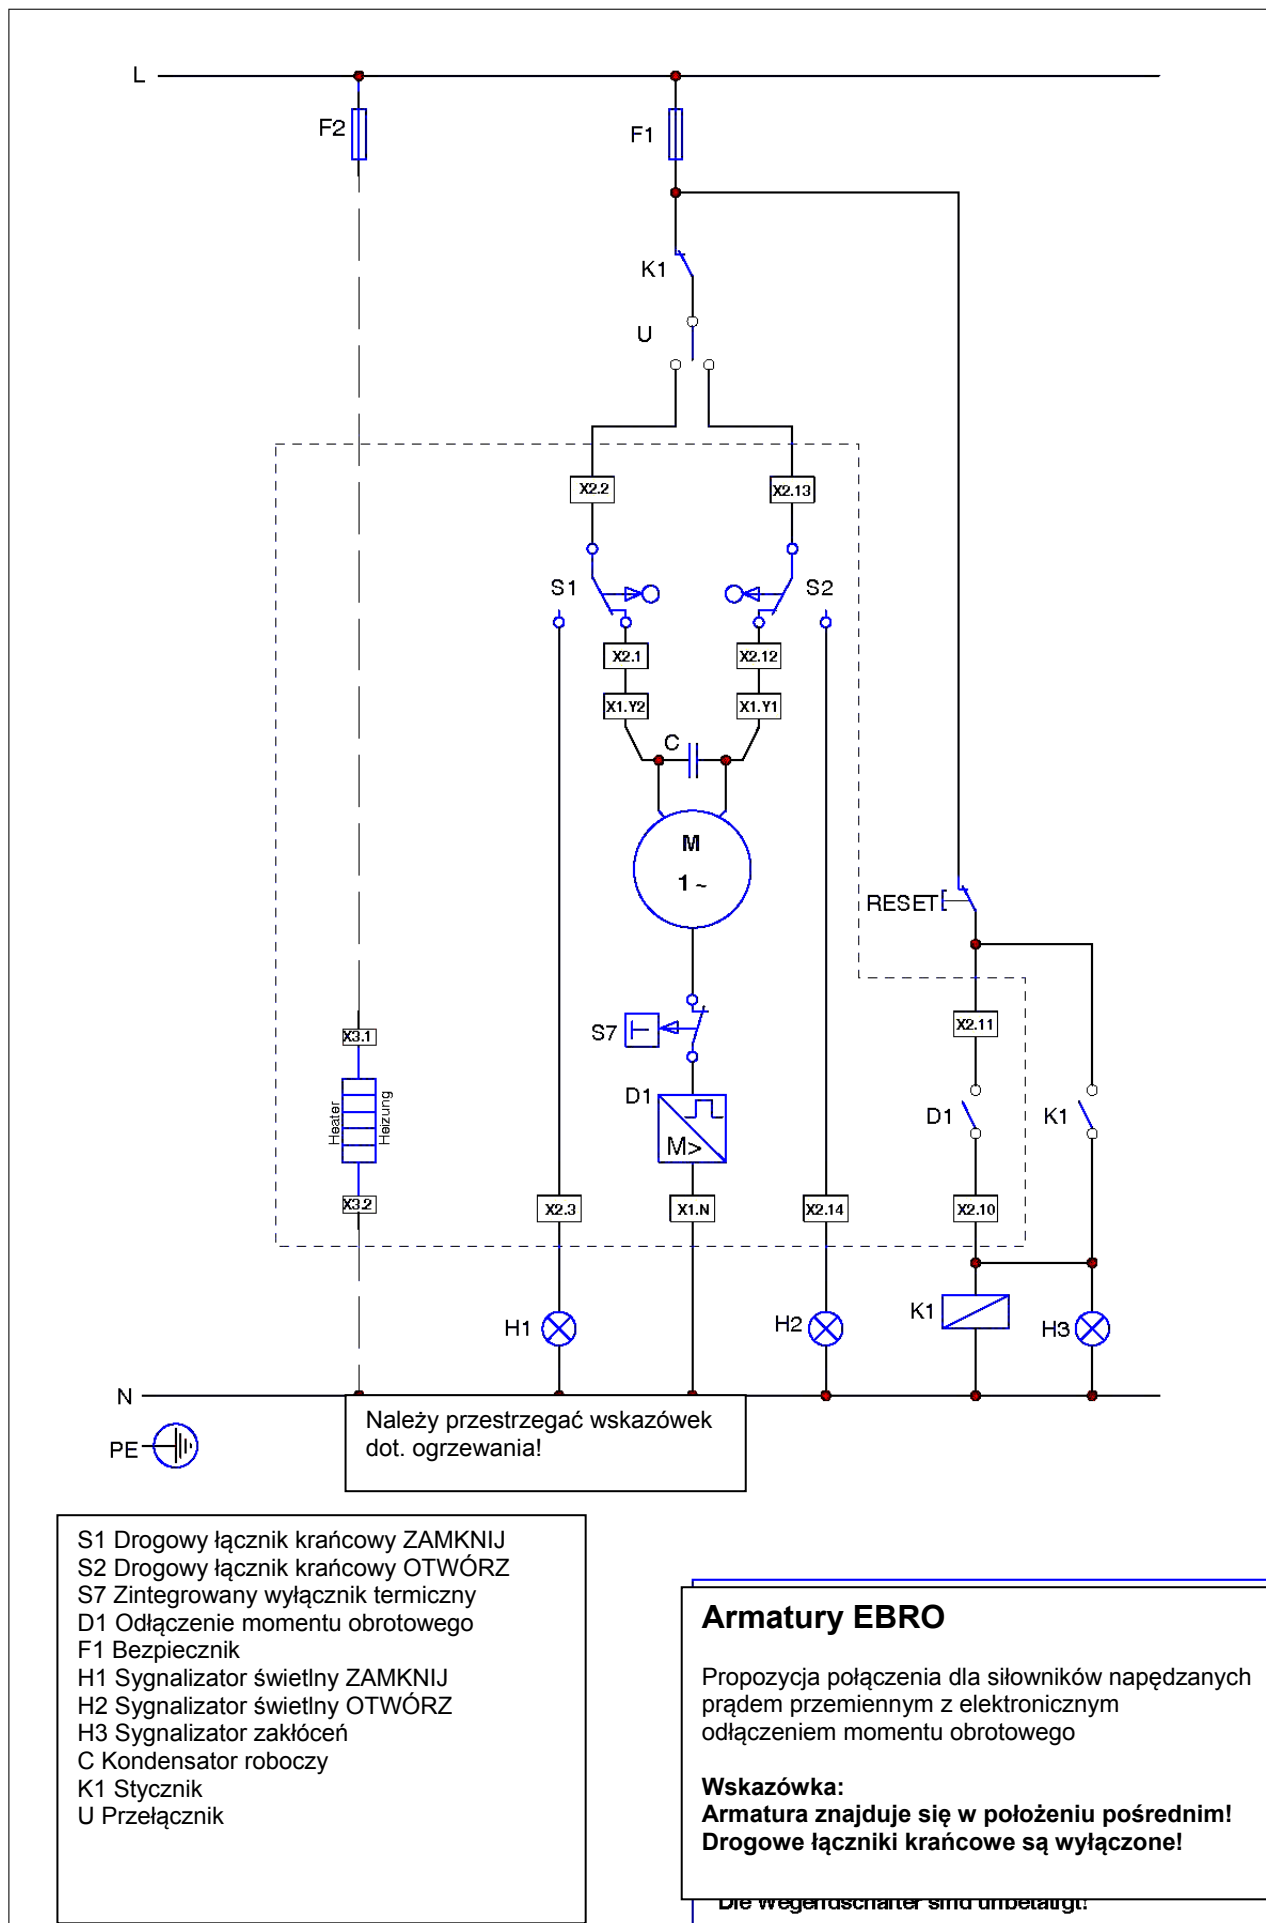 L
F2
F1
K1
U
X2.2
X2.13
S1
S2
X2.1
X2.12
X1.Y2
X1.Y1
C
M
1 ~
RESET
X2.11
S7
X3.1
D1
Heater
Heizung
M>
D1
K1
X3.2
X2.3
X1.N
X2.14
X2.10
H1
H2
K1
H3
N
PE
Należy przestrzegać wskazówek
dot. ogrzewania!
S1 Drogowy łącznik krańcowy ZAMKNIJ
S2 Drogowy łącznik krańcowy OTWÓRZ
S7 Zintegrowany wyłącznik termiczny
D1 Odłączenie momentu obrotowego
F1 Bezpiecznik
H1 Sygnalizator świetlny ZAMKNIJ
H2 Sygnalizator świetlny OTWÓRZ
H3 Sygnalizator zakłóceń
C Kondensator roboczy
K1 Stycznik
U Przełącznik
Armatury EBRO
Propozycja połączenia dla siłowników napędzanych
prądem przemiennym z elektronicznym
odłączeniem momentu obrotowego
Wskazówka:
Armatura znajduje się w położeniu pośrednim!
Drogowe łączniki krańcowe są wyłączone!
Die Wegendschalter sind unbetätigt!